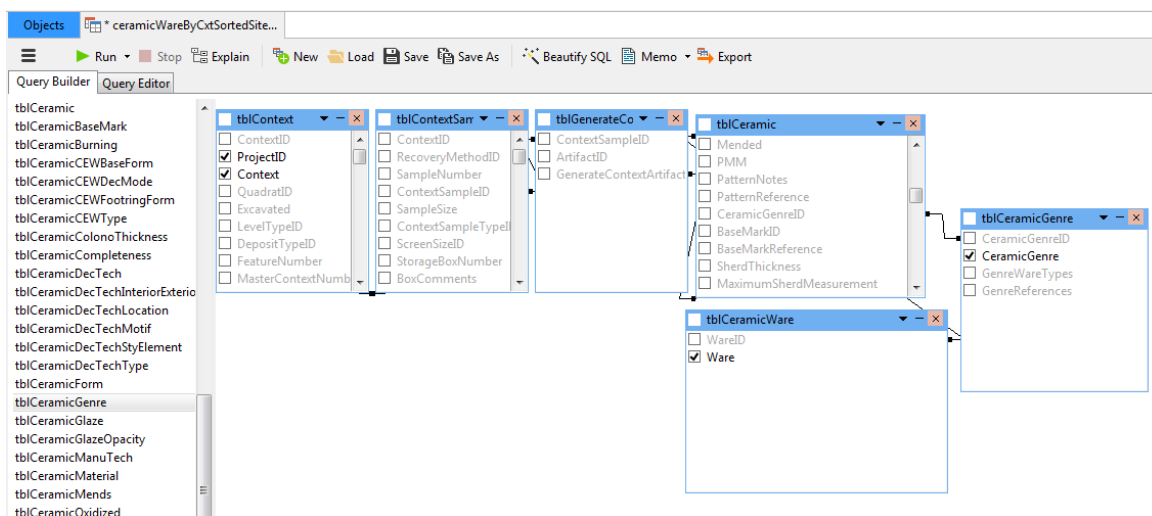 Objects * ceramicWareByCxtSortedSite...
Run Stop Explain New Load Save Save As Beautify SQL Memo Export
Query Builder Query Editor
tblCeramic
tblCeramicBaseMark
tblCeramicBurning
tblCeramicCEWBaseForm
tblCeramicCEWDecMode
tblCeramicCEWFootringForm
tblCeramicCEWType
tblCeramicColonoThickness
tblCeramicCompleteness
tblCeramicDecTech
tblCeramicDecTechInteriorExterio
tblCeramicDecTechLocation
tblCeramicDecTechMotif
tblCeramicDecTechStyElement
tblCeramicDecTechType
tblCeramicForm
tblCeramicGenre
tblCeramicGlaze
tblCeramicGlazeOpacity
tblCeramicManuTech
tblCeramicMaterial
tblCeramicMends
tblCeramicOxidized
tblContext
ContextID
ProjectID
Context
QuadratID
Excavated
LevelTypeID
DepositTypeID
FeatureNumber
MasterContextNumb
tblContextSam
ContextID
RecoveryMethodID
SampleNumber
ContextSampleID
SampleSize
ContextSampleTypeI
ScreenSizeID
StorageBoxNumber
BoxComments
tblGenerateCo
ContextSampleID
ArtifactID
GenerateContextArtifact
tblCeramic
Mended
PMM
PatternNotes
PatternReference
CeramicGenreID
BaseMarkID
BaseMarkReference
SherdThickness
MaximumSherdMeasurement
tblCeramicWare
WareID
Ware
tblCeramicGenre
CeramicGenreID
CeramicGenre
GenreWareTypes
GenreReferences